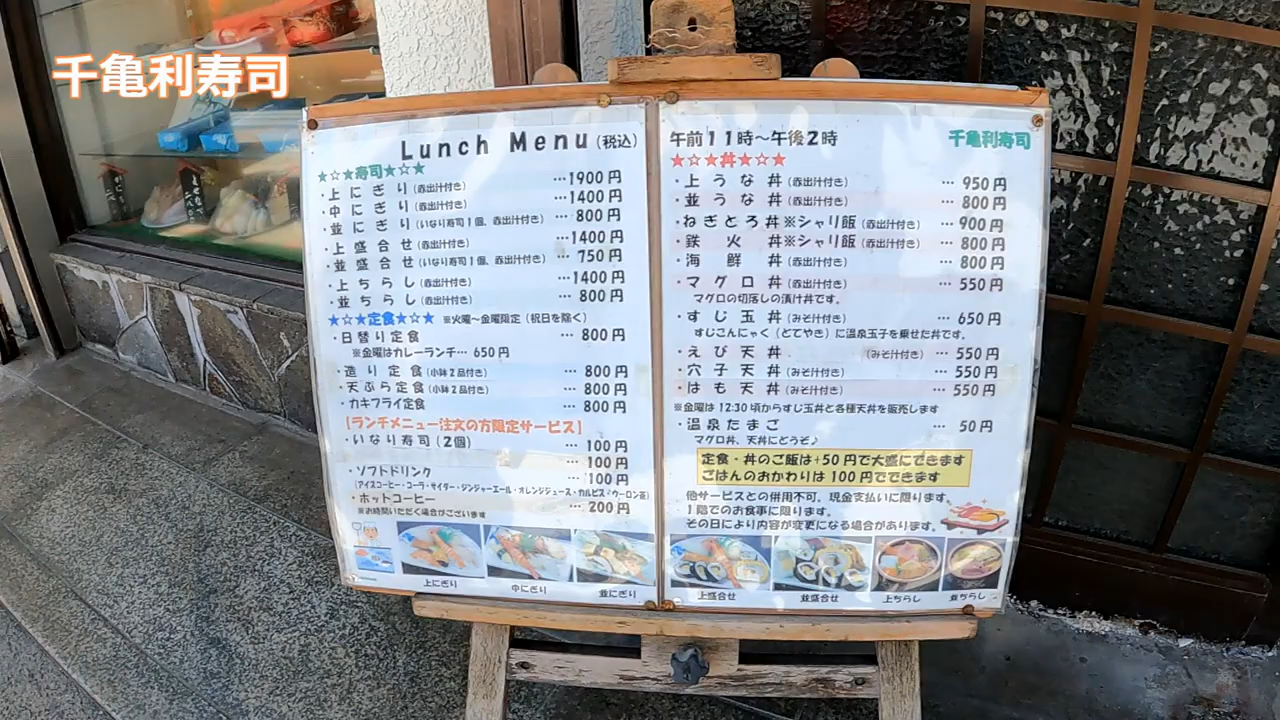 千亀利寿司
Lunch Menu (税込)
★☆★寿司★☆★
・上にぎり(赤出汁付き) …1900円
・中にぎり(赤出汁付き) …1400円
・並にぎり(いなり寿司1個、赤出汁付き) … 800円
・上盛合せ(赤出汁付き) …1400円
・並盛合せ(いなり寿司1個、赤出汁付き) … 750円
・上ちらし(赤出汁付き) …1400円
・並ちらし(赤出汁付き) … 800円
★☆★定食★☆★ ※火曜～金曜限定(祝日を除く)
・日替り定食 … 800円
※金曜はカレーランチ… 650円
・造り定食(小鉢2品付き) … 800円
・天ぷら定食(小鉢2品付き) … 800円
・カキフライ定食 … 800円
【ランチメニュー注文の方限定サービス】
・いなり寿司(2個) … 100円
… 100円
・ソフトドリンク … 100円
(アイスコーヒー・コーラ・サイダー・ジンジャーエール・オレンジジュース・カルピス・ウーロン茶)
・ホットコーヒー … 200円
※お時間いただく場合がございます
上にぎり
中にぎり
並にぎり
午前11時～午後2時
千亀利寿司
★☆★丼★☆★
・上うな丼(赤出汁付き) … 950円
・並うな丼(赤出汁付き) … 800円
・ねぎとろ丼※シャリ飯(赤出汁付き) … 900円
・鉄火丼※シャリ飯(赤出汁付き) … 800円
・海鮮丼(赤出汁付き) … 800円
・マグロ丼(赤出汁付き) … 550円
マグロの切落しの漬け丼です。
・すじ玉丼(みそ汁付き) … 650円
すじこんにゃく(どてやき)に温泉玉子を乗せた丼です。
・えび天丼 (みそ汁付き) … 550円
・穴子天丼(みそ汁付き) … 550円
・はも天丼(みそ汁付き) … 550円
※金曜は12:30頃からすじ玉丼と各種天丼を販売します
・温泉たまご … 50円
マグロ丼、天丼にどうぞ♪
定食・丼のご飯は+50円で大盛にできます
ごはんのおかわりは100円でできます
他サービスとの併用不可。現金支払いに限ります。
1階でのお食事に限ります。
その日により内容が変更になる場合があります。
上盛合せ
並盛合せ
上ちらし
並ちらし